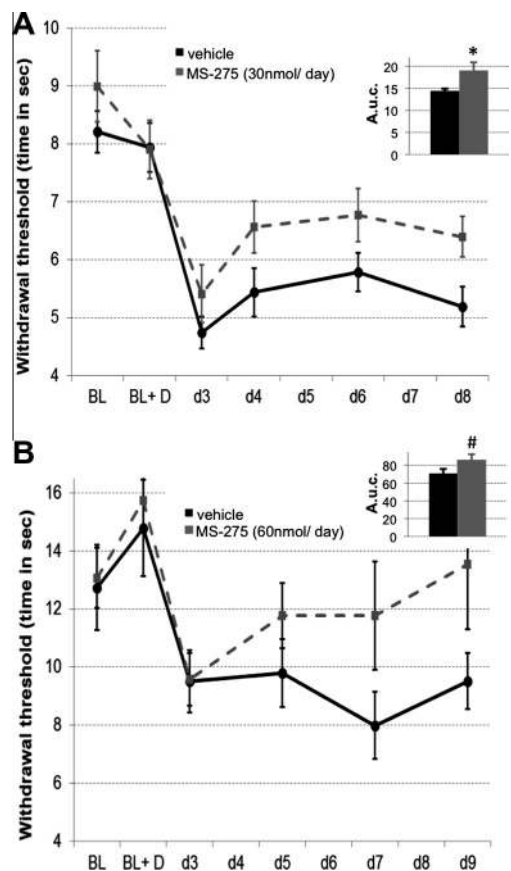 A
Withdrawal threshold (time in sec)
10
9
8
7
6
5
4
vehicle
MS-275 (30nmol/ day)
A.u.c.
20
15
10
5
0
*
BL BL+ D d3 d4 d5 d6 d7 d8
B
Withdrawal threshold (time in sec)
16
14
12
10
8
6
4
vehicle
MS-275 (60nmol/ day)
A.u.c.
80
60
40
20
0
#
BL BL+ D d3 d4 d5 d6 d7 d8 d9